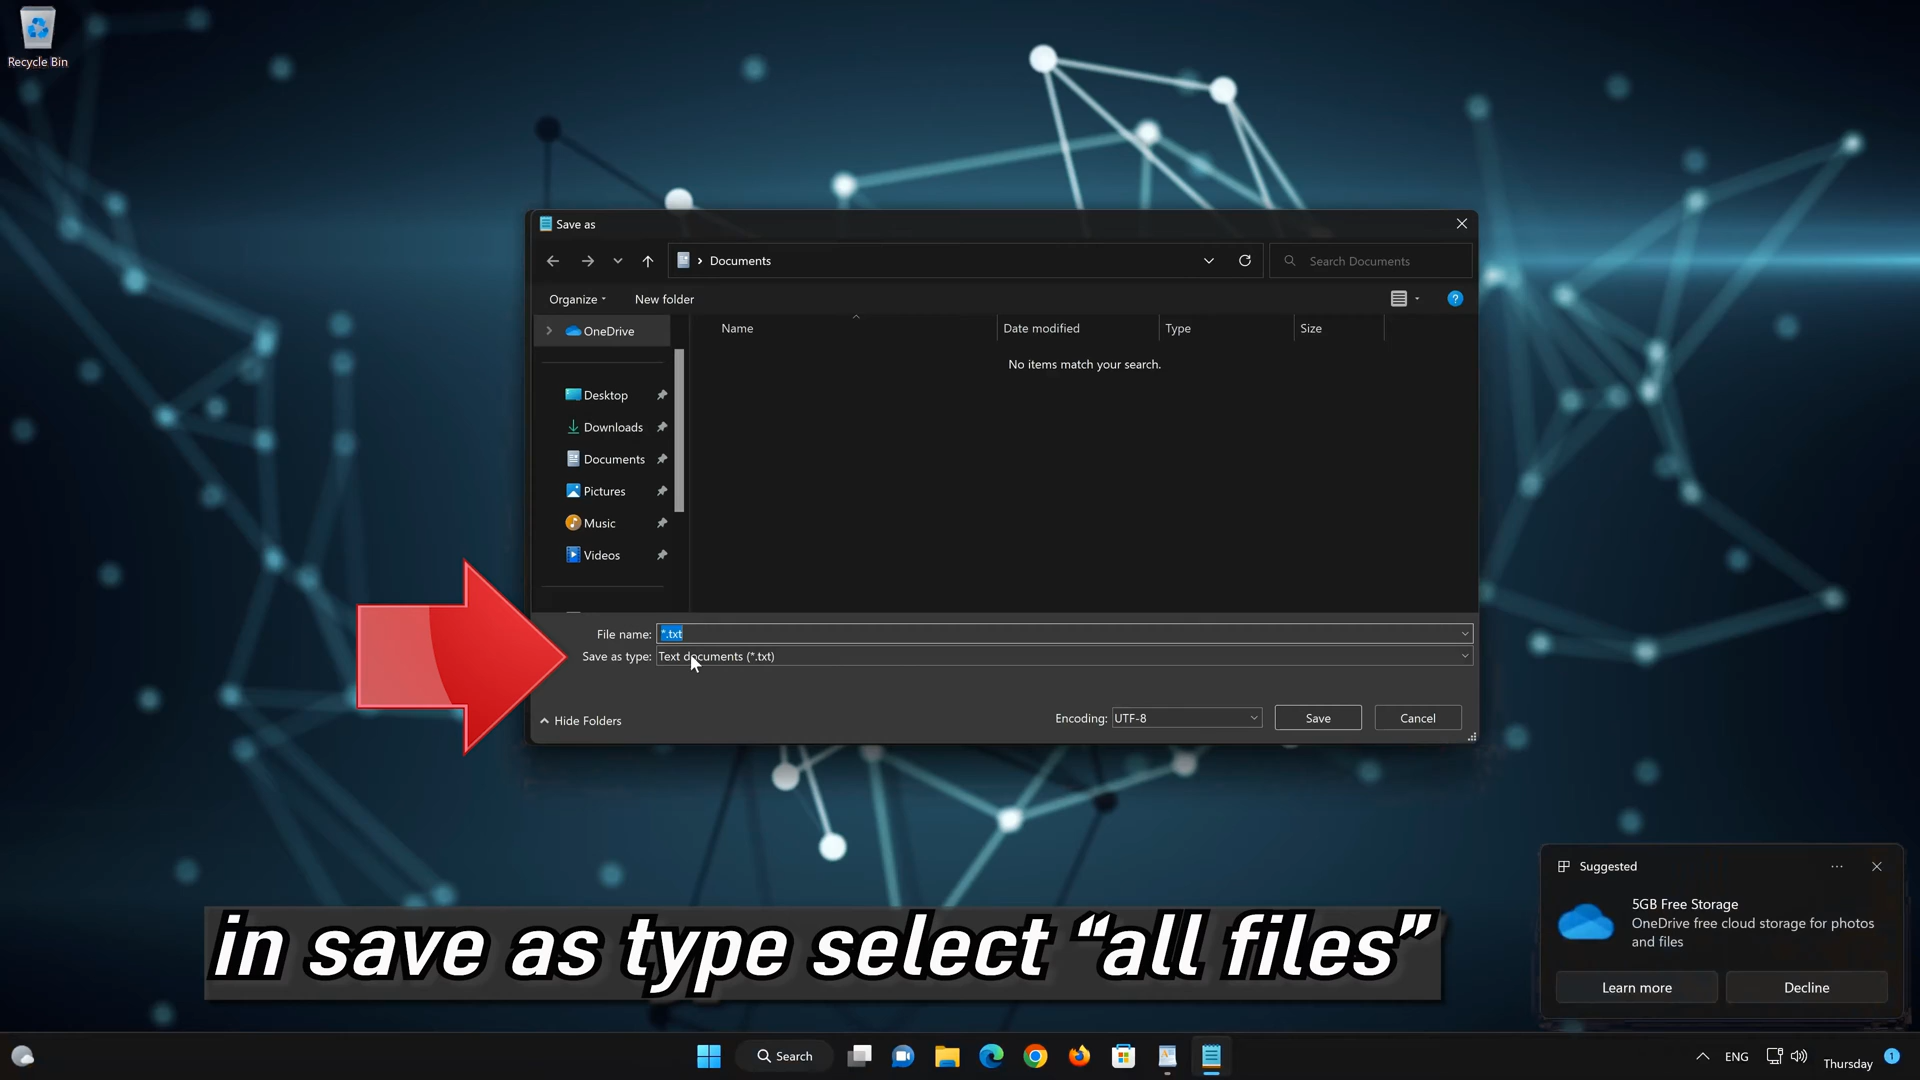 Recycle Bin
Save as
Documents
Search Documents
Organize
New folder
?
OneDrive
Name
Date modified
Type
Size
No items match your search.
Desktop
Downloads
Documents
Pictures
Music
Videos
File name:
*.txt
Save as type:
Text documents (*.txt)
Hide Folders
Encoding:
UTF-8
Save
Cancel
Suggested
5GB Free Storage
OneDrive free cloud storage for photos
and files
Learn more
Decline
in save as type select “all files”
Search
ENG
Thursday
1